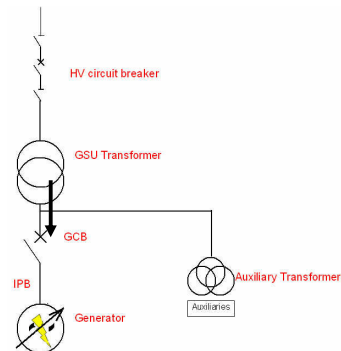 HV circuit breaker
GSU Transformer
GCB
IPB
Auxiliary Transformer
Auxiliaries
Generator